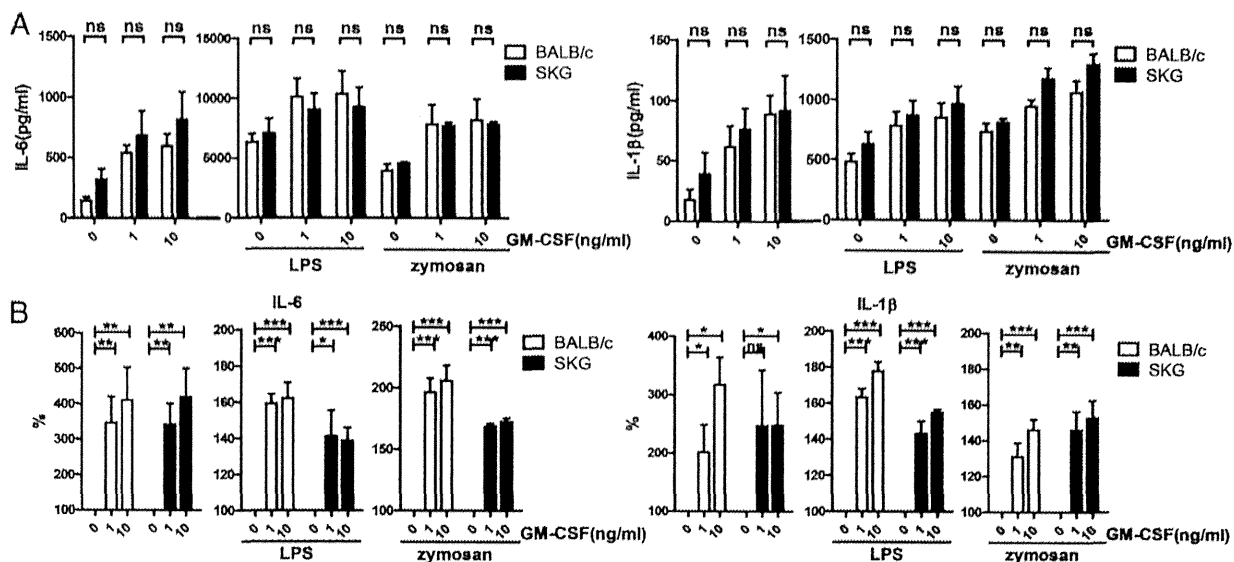 A
ns ns ns
ns ns ns ns ns ns
ns ns ns
ns ns ns ns ns ns
IL-6(pg/ml)
1500
1000
500
0
15000
10000
5000
0
BALB/c
SKG
IL-1β(pg/ml)
150
100
50
0
1500
1000
500
0
BALB/c
SKG
0 1 10
0 1 10 0 1 10 GM-CSF(ng/ml)
LPS zymosan
0 1 10
0 1 10 0 1 10 GM-CSF(ng/ml)
LPS zymosan
B
IL-6
IL-1β
%
600
500
400
300
200
100
** **
** **
200
180
160
140
120
100
*** ***
*** *
250
200
150
100
*** ***
*** ***
BALB/c
SKG
%
400
300
200
100
* *
* ns
200
180
160
140
120
100
*** ***
*** ***
200
180
160
140
120
100
*** ***
** **
BALB/c
SKG
0 1 10 0 1 10
0 1 10 0 1 10
0 1 10 0 1 10 GM-CSF(ng/ml)
LPS zymosan
0 1 10 0 1 10
0 1 10 0 1 10
0 1 10 0 1 10 GM-CSF(ng/ml)
LPS zymosan